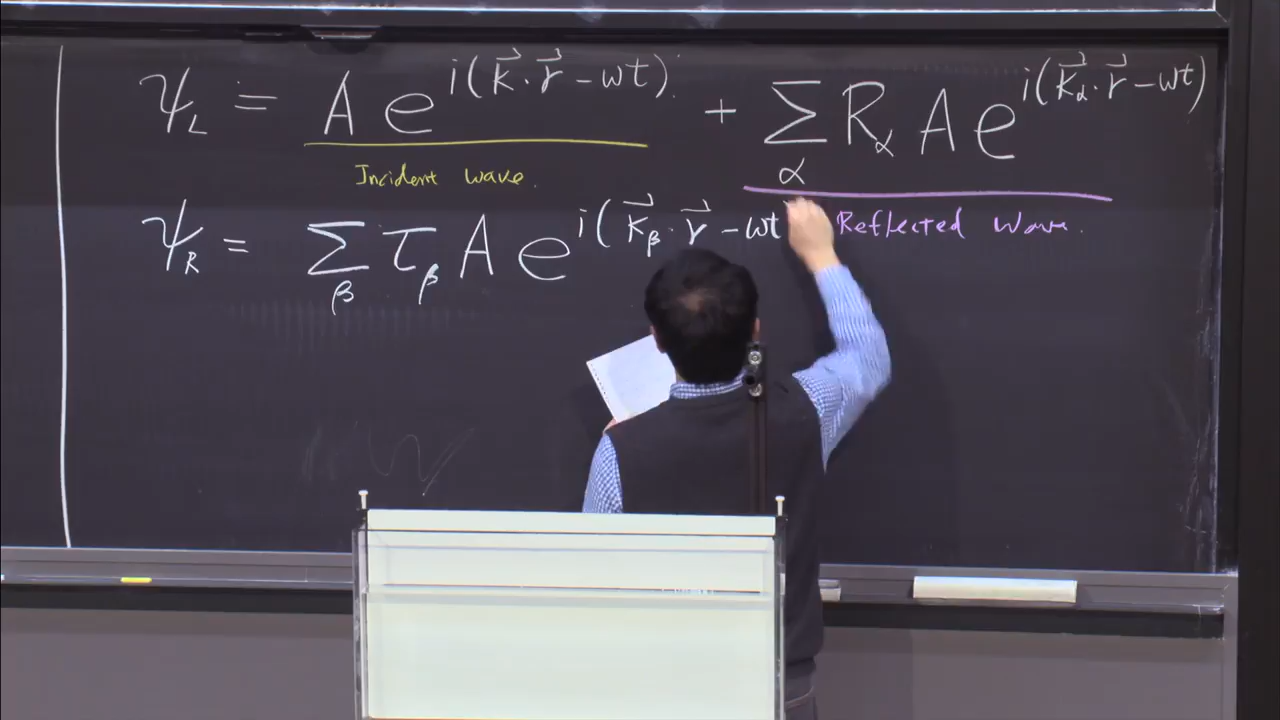 ψ_L = A e^{i(k⃗·r⃗ - ωt)} + Σ_α R_α A e^{i(k⃗_α·r⃗ - ωt)}
Incident wave.
Reflected Wave.
ψ_R = Σ_β τ_β A e^{i(k⃗_β·r⃗ - ωt)}